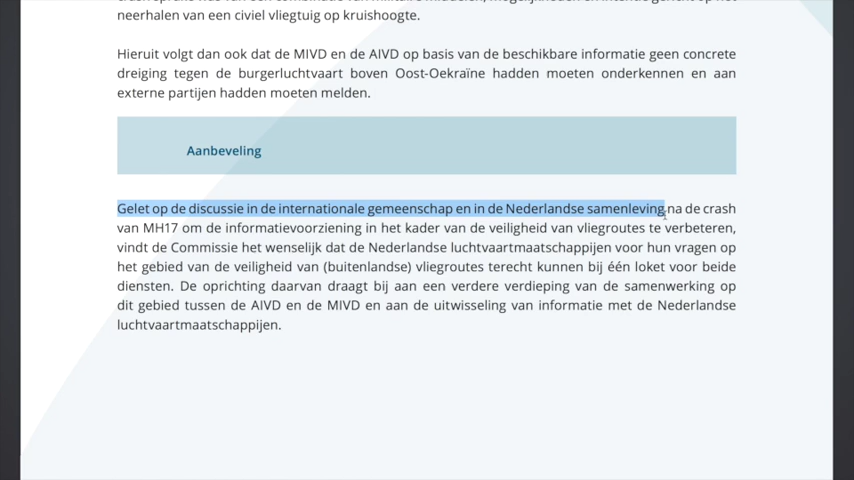 neerhalen van een civiel vliegtuig op kruishoogte.
Hieruit volgt dan ook dat de MIVD en de AIVD op basis van de beschikbare informatie geen concrete
dreiging tegen de burgerluchtvaart boven Oost-Oekraïne hadden moeten onderkennen en aan
externe partijen hadden moeten melden.
Aanbeveling
Gelet op de discussie in de internationale gemeenschap en in de Nederlandse samenleving na de crash
van MH17 om de informatievoorziening in het kader van de veiligheid van vliegroutes te verbeteren,
vindt de Commissie het wenselijk dat de Nederlandse luchtvaartmaatschappijen voor hun vragen op
het gebied van de veiligheid van (buitenlandse) vliegroutes terecht kunnen bij één loket voor beide
diensten. De oprichting daarvan draagt bij aan een verdere verdieping van de samenwerking op
dit gebied tussen de AIVD en de MIVD en aan de uitwisseling van informatie met de Nederlandse
luchtvaartmaatschappijen.